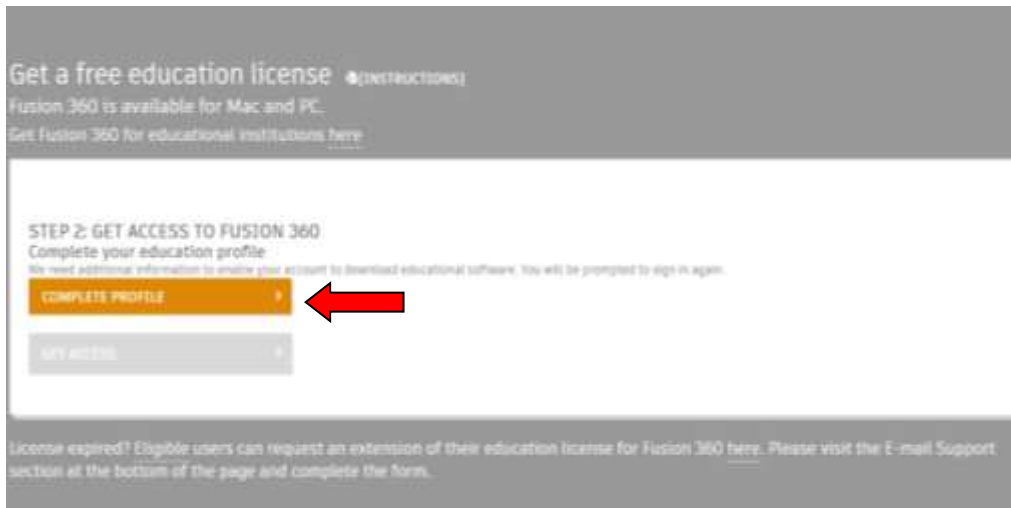 Get a free education license [INSTRUCTIONS]
Fusion 360 is available for Mac and PC.
Get Fusion 360 for educational institutions here
STEP 2: GET ACCESS TO FUSION 360
Complete your education profile
We need additional information to enable your account to download educational software. You will be prompted to sign in again.
COMPLETE PROFILE
GET ACCESS
License expired? Eligible users can request an extension of their education license for Fusion 360 here. Please visit the E-mail Support
section at the bottom of the page and complete the form.